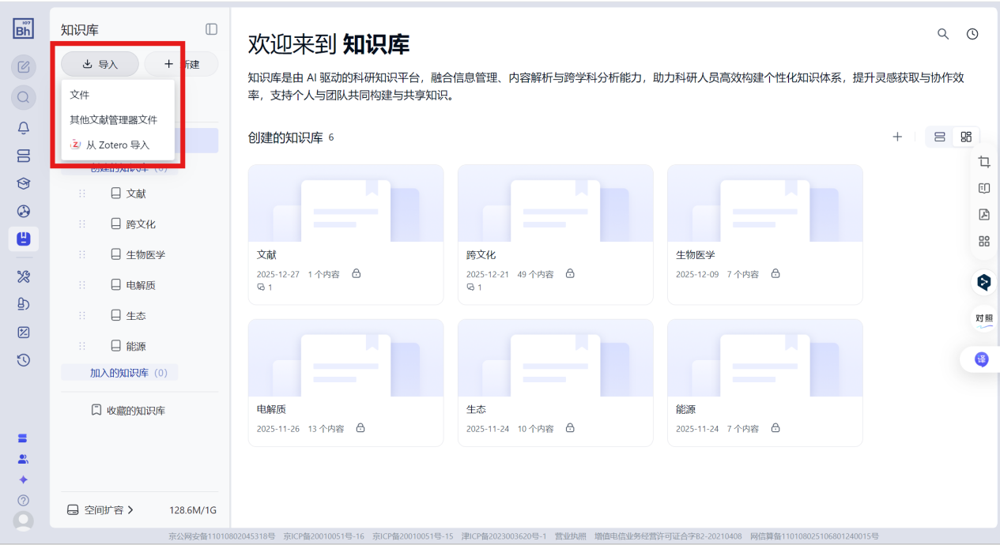 107
Bh
知识库
导入
新建
文件
其他文献管理器文件
Z 从 Zotero 导入
创建的知识库 (6)
文献
跨文化
生物医学
电解质
生态
能源
加入的知识库 (0)
收藏的知识库
空间扩容 128.6M/1G
欢迎来到 知识库
知识库是由 AI 驱动的科研知识平台，融合信息管理、内容解析与跨学科分析能力，助力科研人员高效构建个性化知识体系，提升灵感获取与协作效
率，支持个人与团队共同构建与共享知识。
创建的知识库 6
文献
2025-12-27 1 个内容
1
跨文化
2025-12-21 49 个内容
1
生物医学
2025-12-09 7 个内容
电解质
2025-11-26 13 个内容
生态
2025-11-24 10 个内容
能源
2025-11-24 7 个内容
对照
译
京公网安备11010802045318号 京ICP备20010051号-16 京ICP备20010051号-15 津ICP备2023003620号-1 营业执照 增值电信业务经营许可证合字B2-20210408 网信算备110108025106801240015号